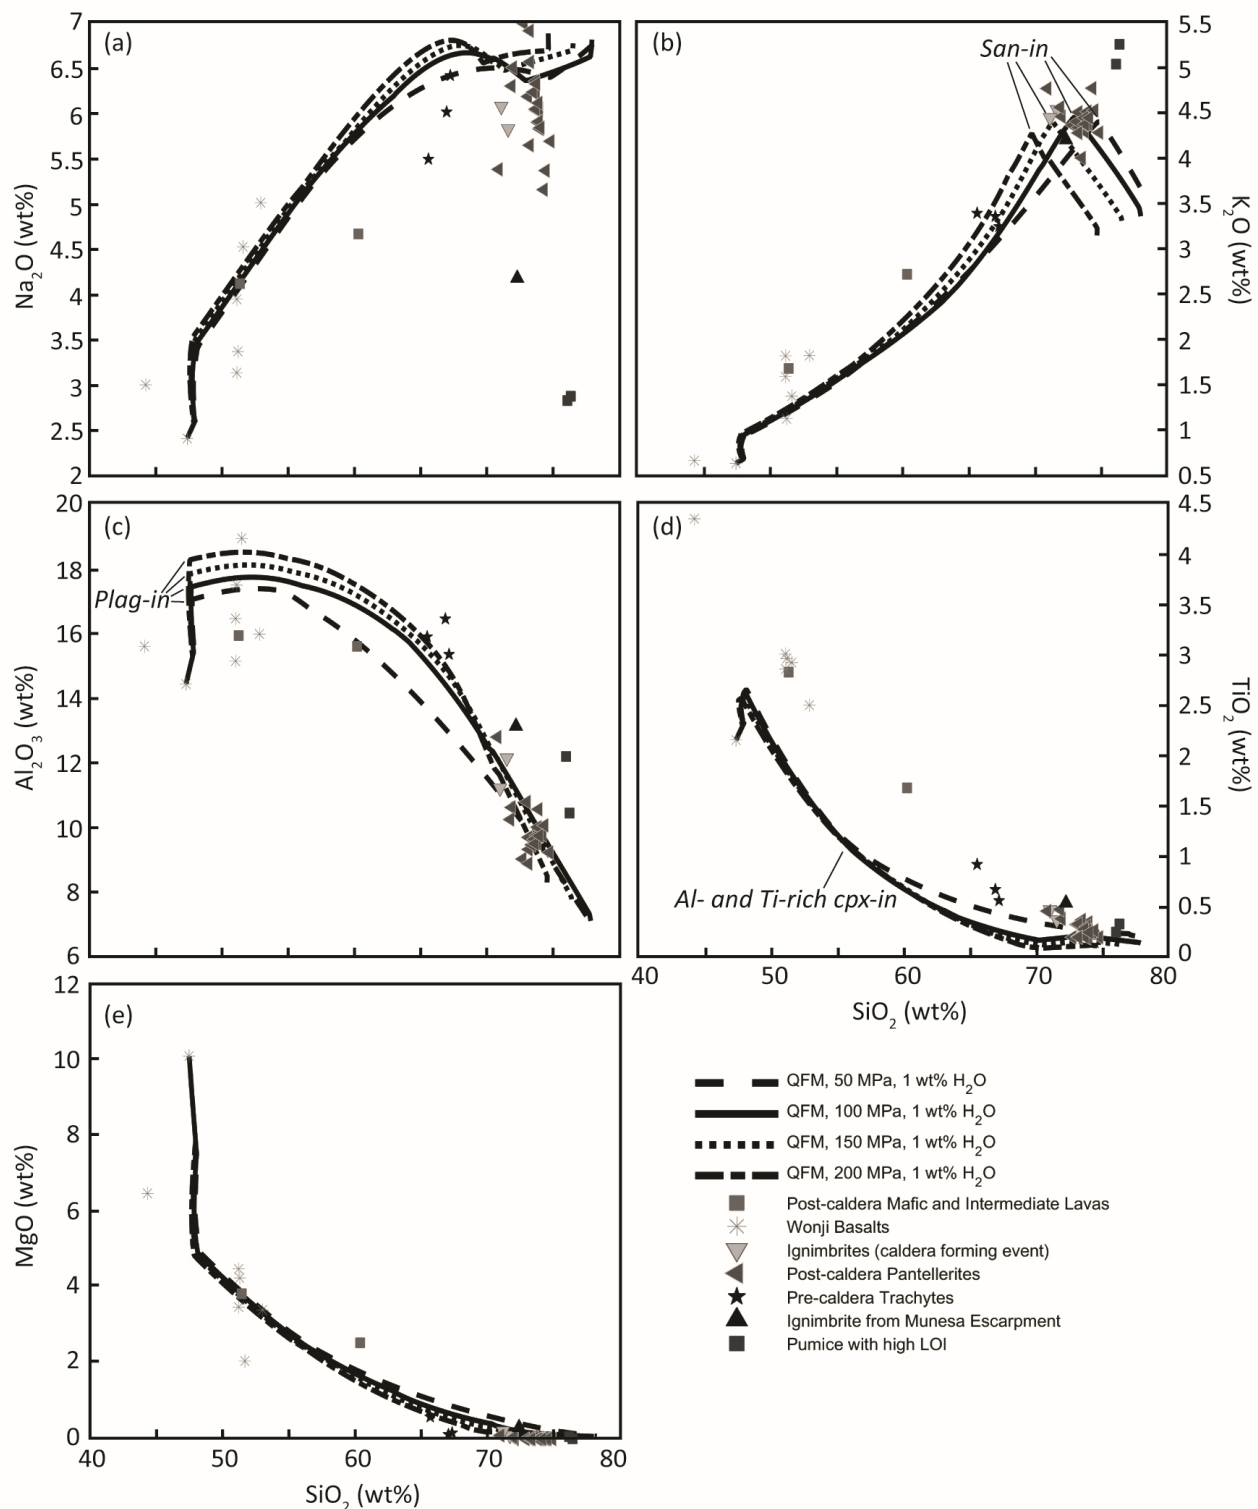 (a)
Na2O (wt%)
7
6.5
6
5.5
5
4.5
4
3.5
3
2.5
2
(b)
San-in
K2O (wt%)
5.5
5
4.5
4
3.5
3
2.5
2
1.5
1
0.5
(c)
Plag-in
Al2O3 (wt%)
20
18
16
14
12
10
8
6
(d)
Al- and Ti-rich cpx-in
TiO2 (wt%)
4.5
4
3.5
3
2.5
2
1.5
1
0.5
0
40 50 60 70 80
SiO2 (wt%)
(e)
MgO (wt%)
12
10
8
6
4
2
0
40 50 60 70 80
SiO2 (wt%)
QFM, 50 MPa, 1 wt% H2O
QFM, 100 MPa, 1 wt% H2O
QFM, 150 MPa, 1 wt% H2O
QFM, 200 MPa, 1 wt% H2O
Post-caldera Mafic and Intermediate Lavas
Wonji Basalts
Ignimbrites (caldera forming event)
Post-caldera Pantellerites
Pre-caldera Trachytes
Ignimbrite from Munesa Escarpment
Pumice with high LOI